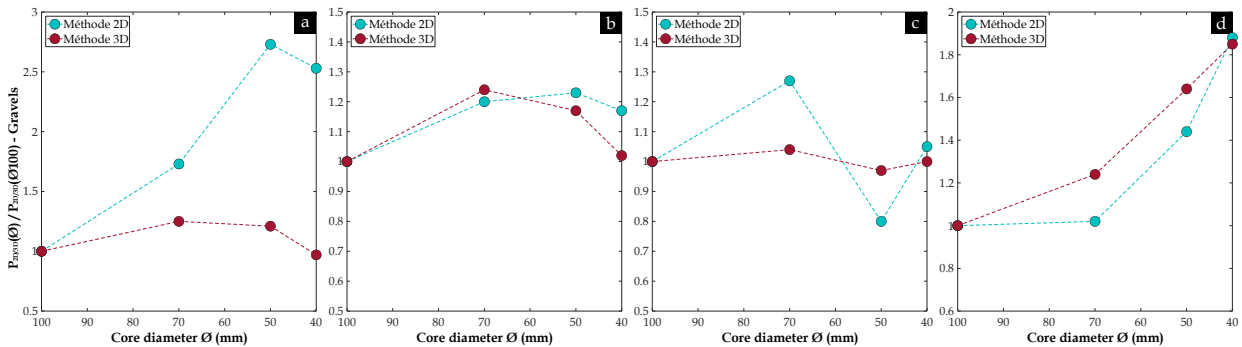 P2D/3D(Ø) / P2D/3D(Ø100) - Gravels
3
2.5
2
1.5
1
0.5
Méthode 2D
Méthode 3D
a
100 90 80 70 60 50 40
Core diameter Ø (mm)
1.5
1.4
1.3
1.2
1.1
1
0.9
0.8
0.7
0.6
0.5
Méthode 2D
Méthode 3D
b
100 90 80 70 60 50 40
Core diameter Ø (mm)
1.5
1.4
1.3
1.2
1.1
1
0.9
0.8
0.7
0.6
0.5
Méthode 2D
Méthode 3D
c
100 90 80 70 60 50 40
Core diameter Ø (mm)
2
1.8
1.6
1.4
1.2
1
0.8
0.6
Méthode 2D
Méthode 3D
d
100 90 80 70 60 50 40
Core diameter Ø (mm)